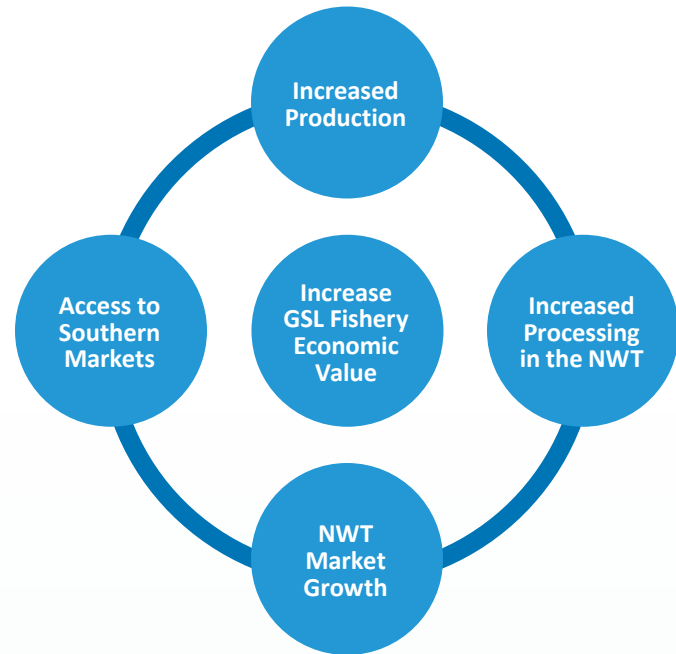 Increased
Production
Access to
Southern
Markets
Increase
GSL Fishery
Economic
Value
Increased
Processing
in the NWT
NWT
Market
Growth